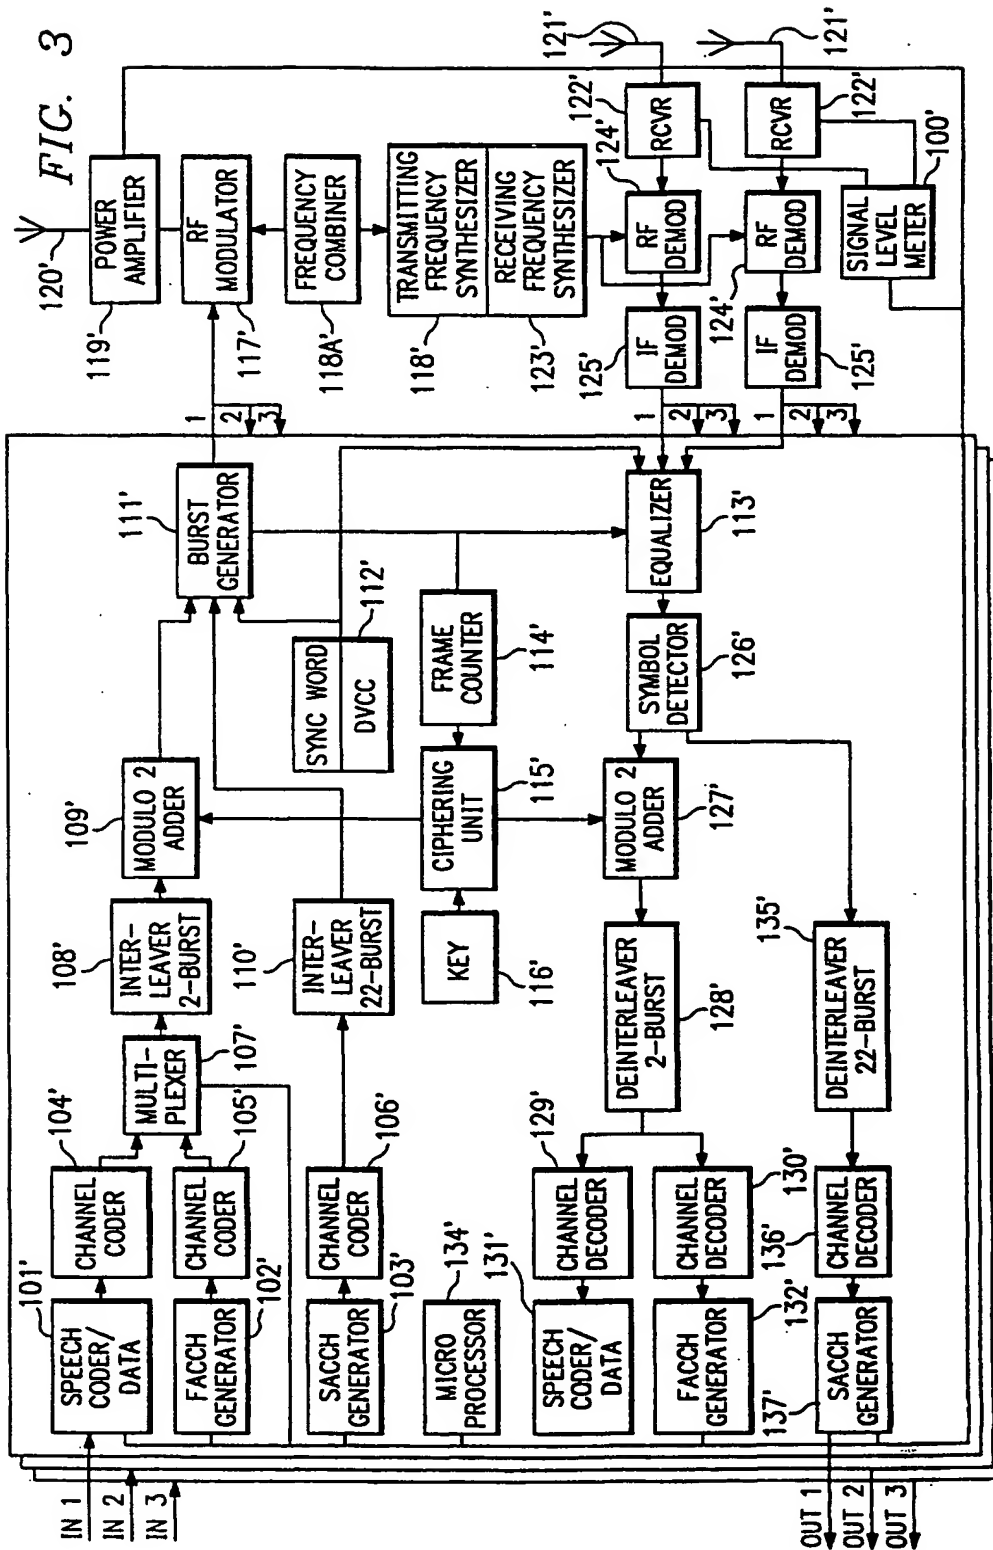 FIG. 3
IN 1
IN 2
IN 3
101'
SPEECH
CODER/
DATA
104'
CHANNEL
CODER
FACCH
GENERATOR
102'
CHANNEL
CODER
105'
MULTI-
PLEXER
107'
108'
INTER-
LEAVER
2-BURST
109'
MODULO 2
ADDER
SACCH
GENERATOR
103'
CHANNEL
CODER
106'
110'
INTER-
LEAVER
22-BURST
111'
BURST
GENERATOR
SYNC WORD
DVCC
112'
MICRO
PROCESSOR
134'
KEY
116'
CIPHERING
UNIT
115'
FRAME
COUNTER
114'
1
2
3
120'
POWER
AMPLIFIER
119'
RF
MODULATOR
117'
FREQUENCY
COMBINER
118A'
TRANSMITTING
FREQUENCY
SYNTHESIZER
118'
RECEIVING
FREQUENCY
SYNTHESIZER
123'
121'
122'
RCVR
124'
RF
DEMOD
125'
IF
DEMOD
1
2
3
121'
RCVR
122'
RF
DEMOD
124'
IF
DEMOD
125'
1
2
3
SIGNAL
LEVEL
METER
100'
EQUALIZER
113'
SYMBOL
DETECTOR
126'
MODULO 2
ADDER
127'
DEINTERLEAVER
2-BURST
128'
135'
DEINTERLEAVER
22-BURST
129'
CHANNEL
DECODER
CHANNEL
DECODER
130'
131'
SPEECH
CODER/
DATA
FACCH
GENERATOR
132'
CHANNEL
DECODER
136'
SACCH
GENERATOR
137'
OUT 1
OUT 2
OUT 3